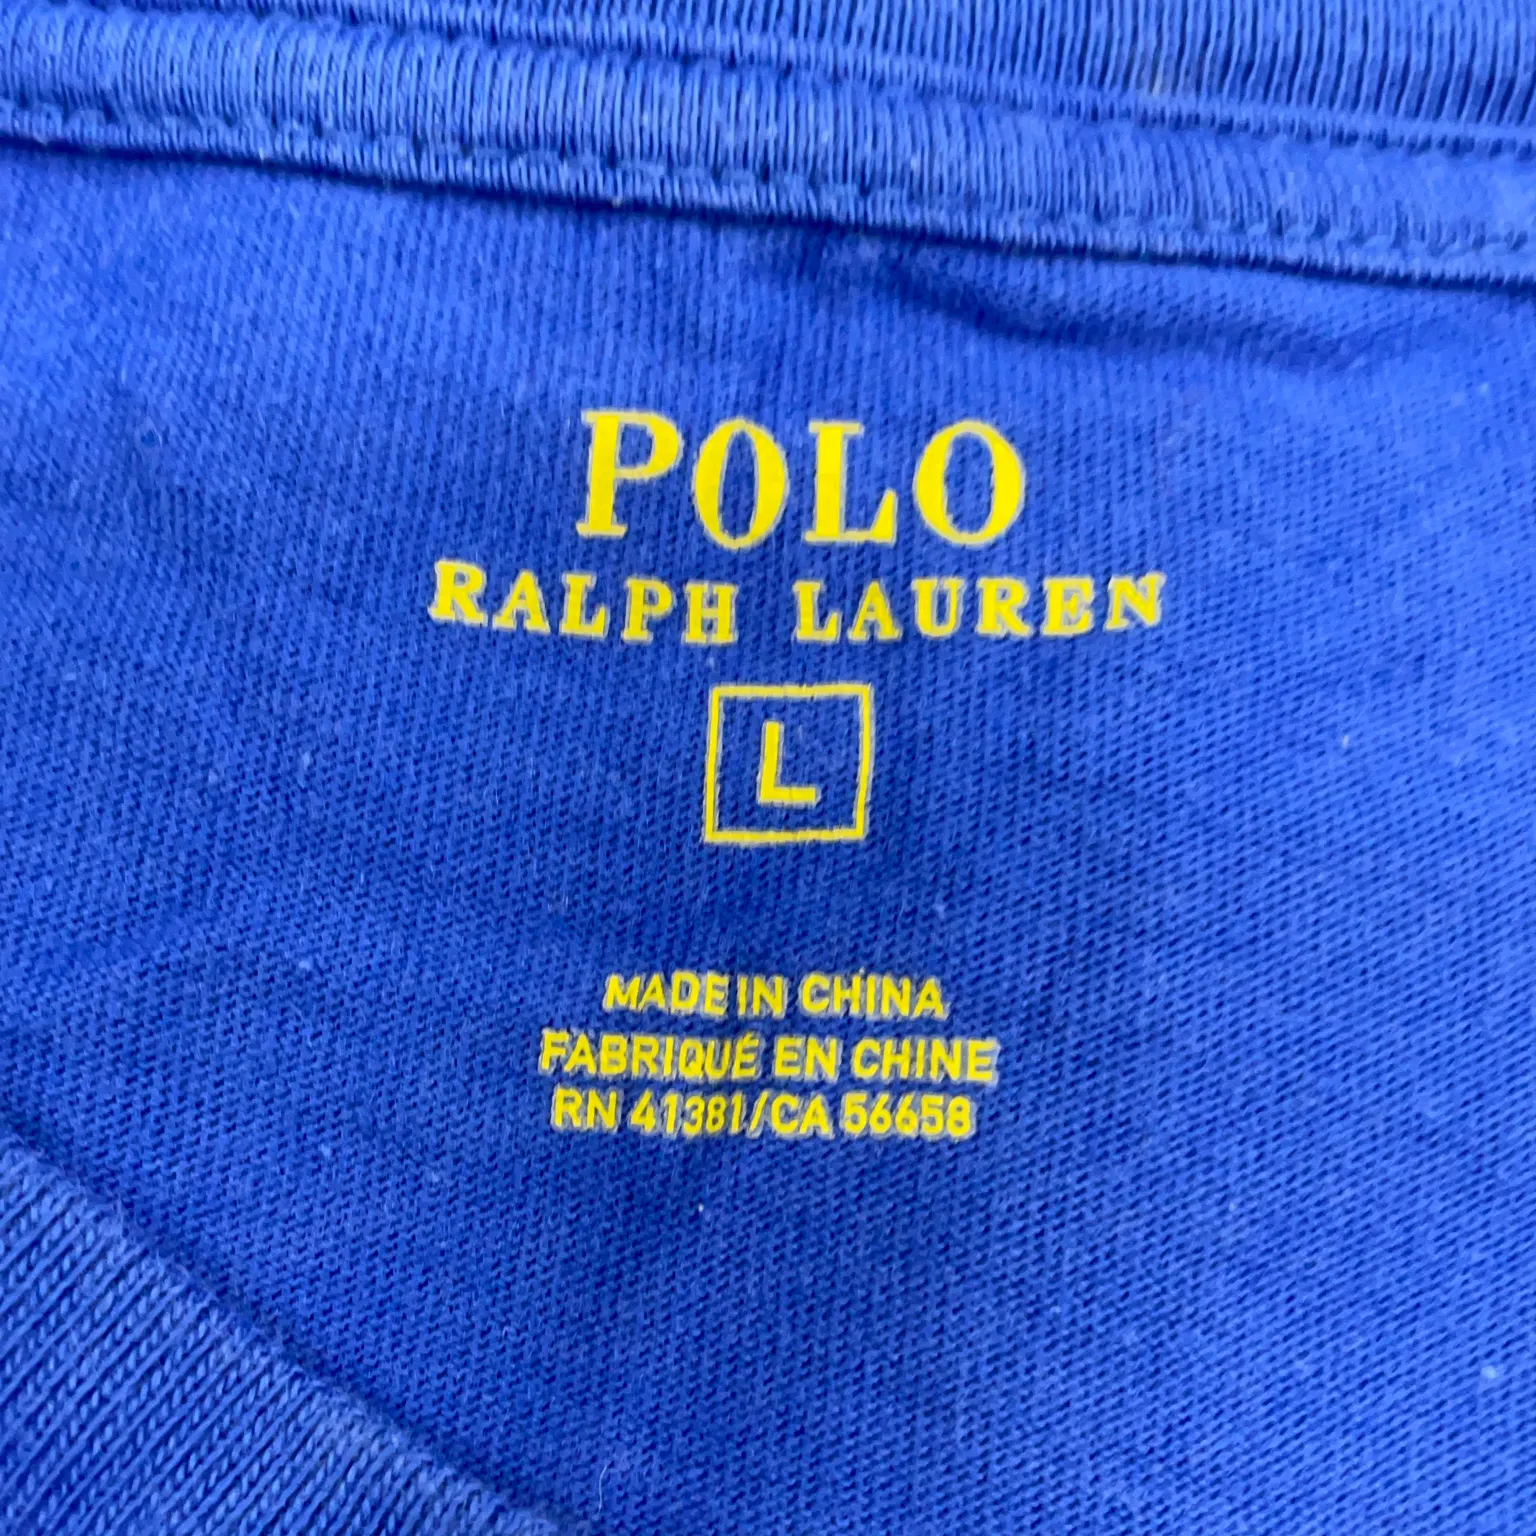 POLO
RALPH LAUREN
L
MADE IN CHINA
FABRIQUÉ EN CHINE
RN 41381/CA 56658